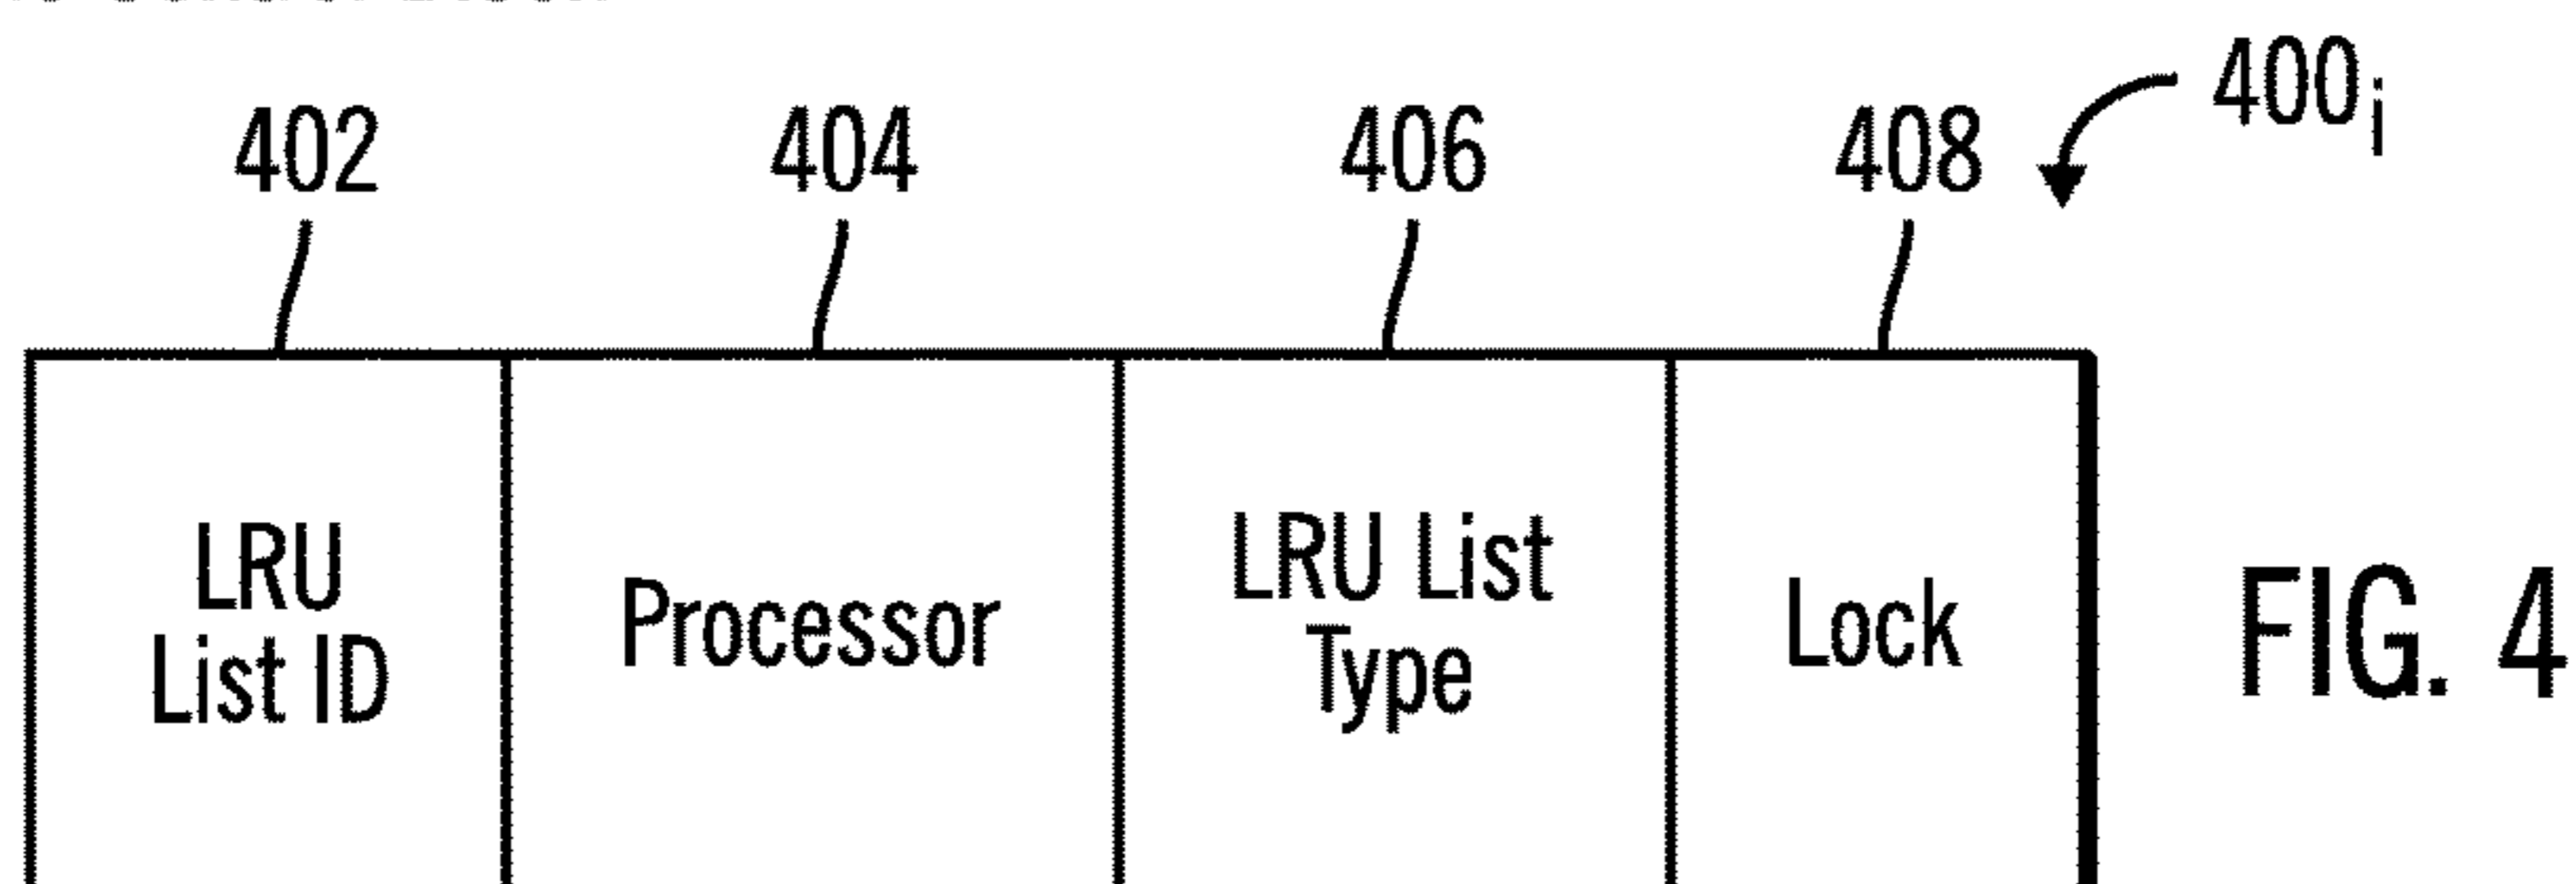 400i
402 404 406 408
LRU
List ID
Processor
LRU List
Type
Lock
FIG. 4